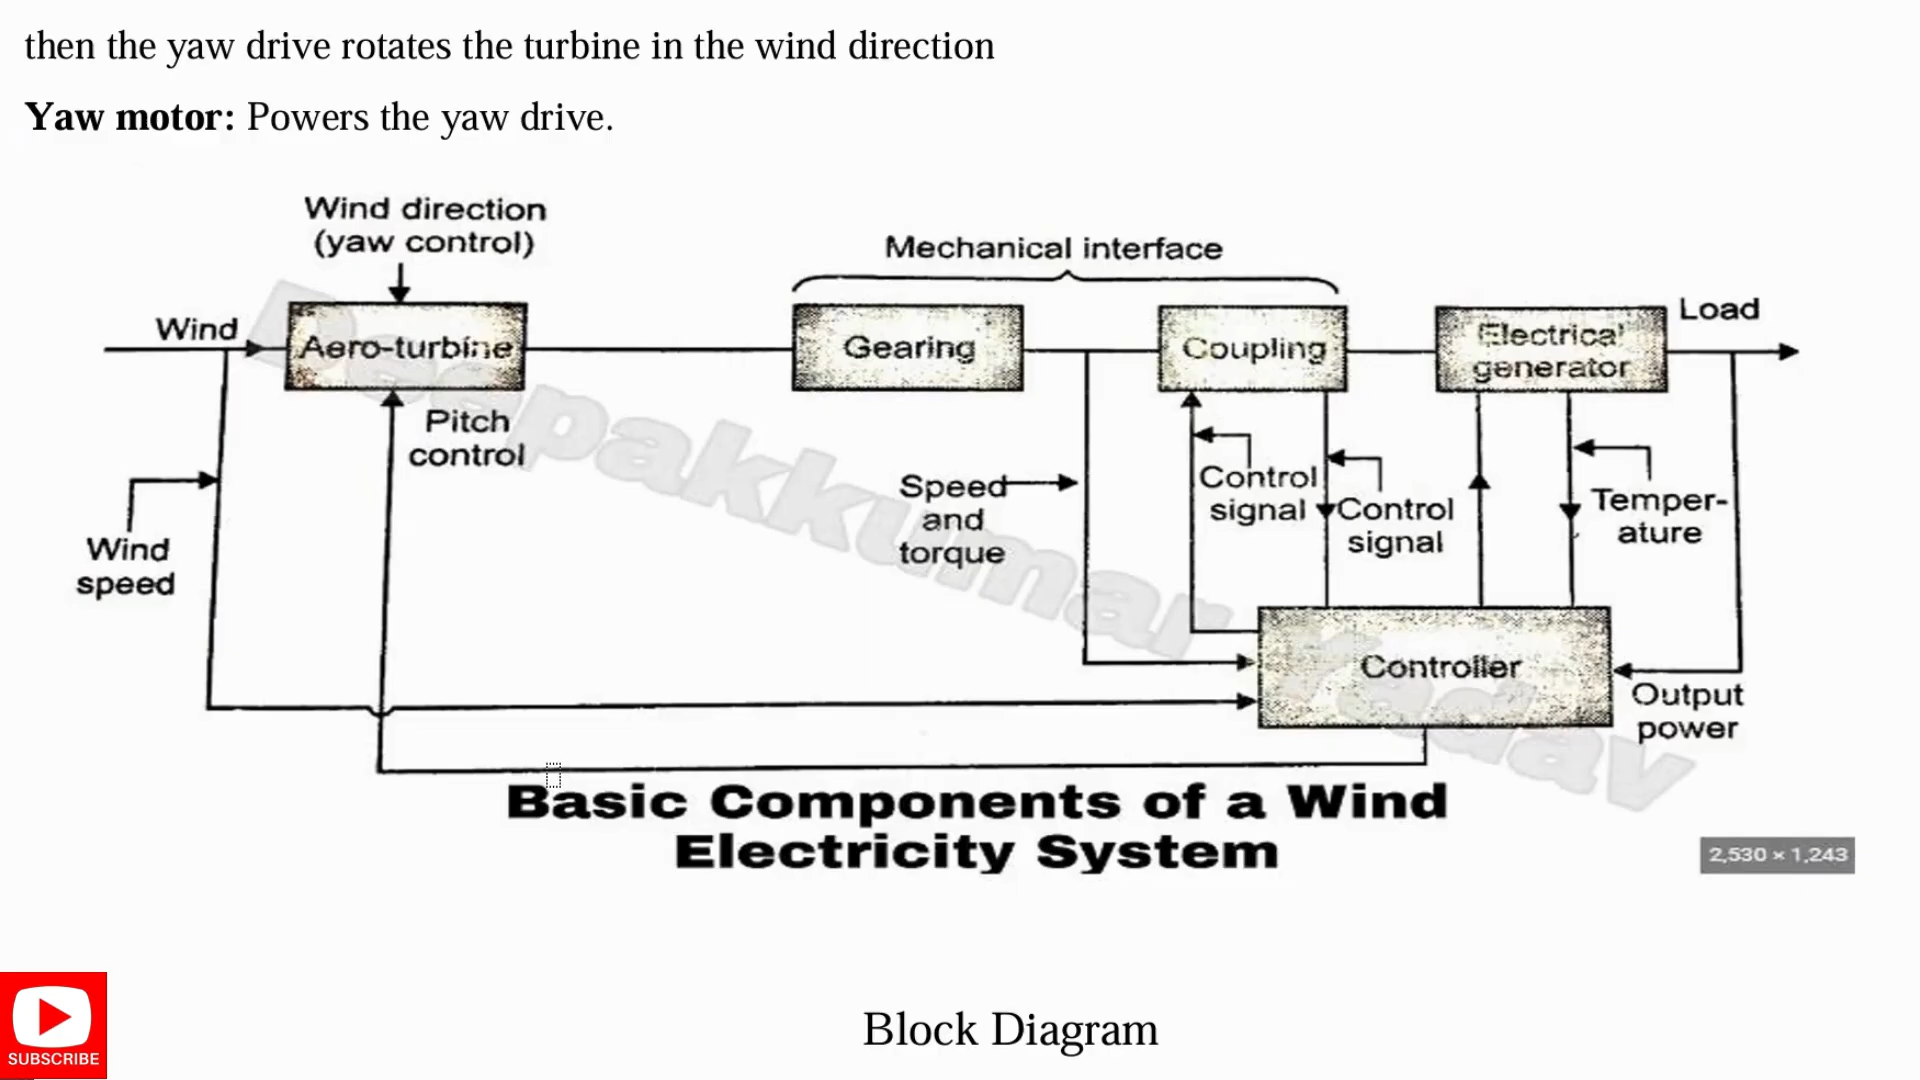 then the yaw drive rotates the turbine in the wind direction
Yaw motor: Powers the yaw drive.
Wind direction
(yaw control)
Mechanical interface
Wind
Aero-turbine
Gearing
Coupling
Electrical
generator
Load
Pitch
control
Wind
speed
Speed
and
torque
Control
signal
Control
signal
Temper-
ature
Controller
Output
power
Basic Components of a Wind
Electricity System
2,530 × 1,243
Block Diagram
SUBSCRIBE
Deepakkumar Yadav